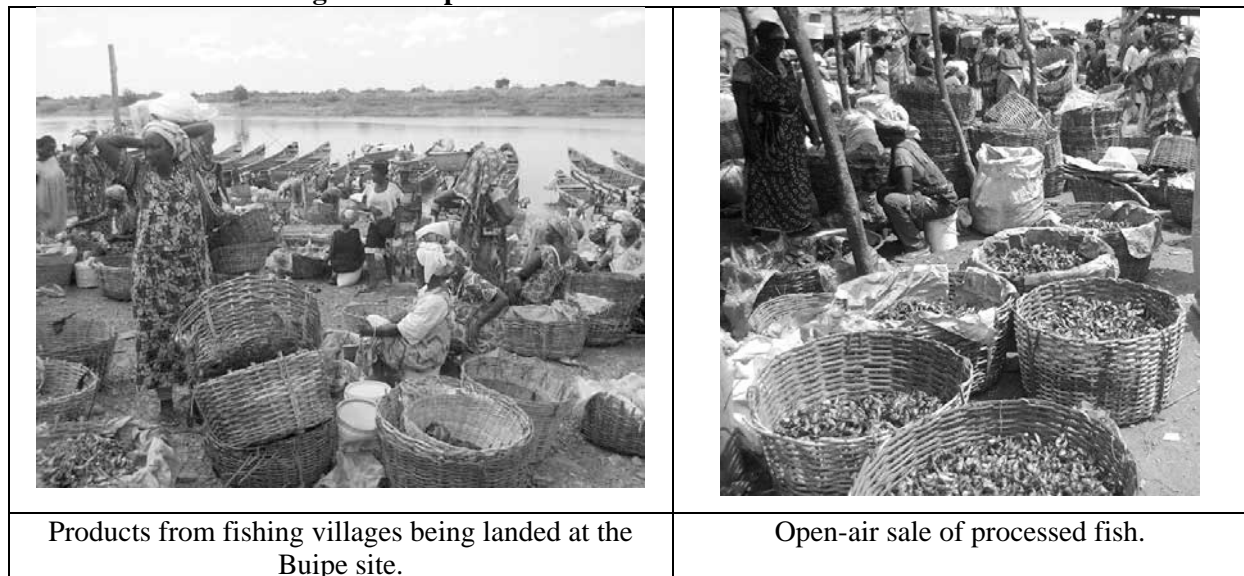 Products from fishing villages being landed at the
Buipe site.
Open-air sale of processed fish.